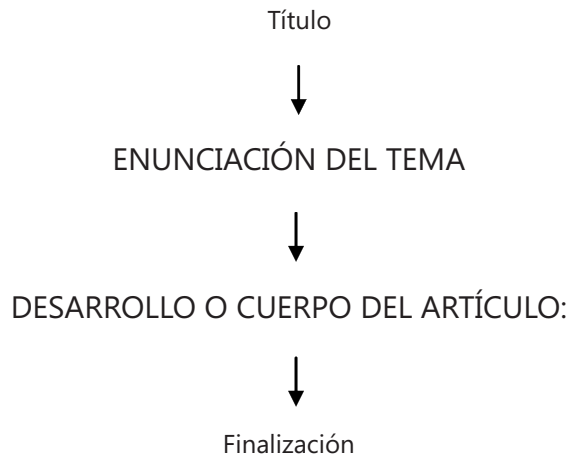 Título
ENUNCIACIÓN DEL TEMA
DESARROLLO O CUERPO DEL ARTÍCULO:
Finalización